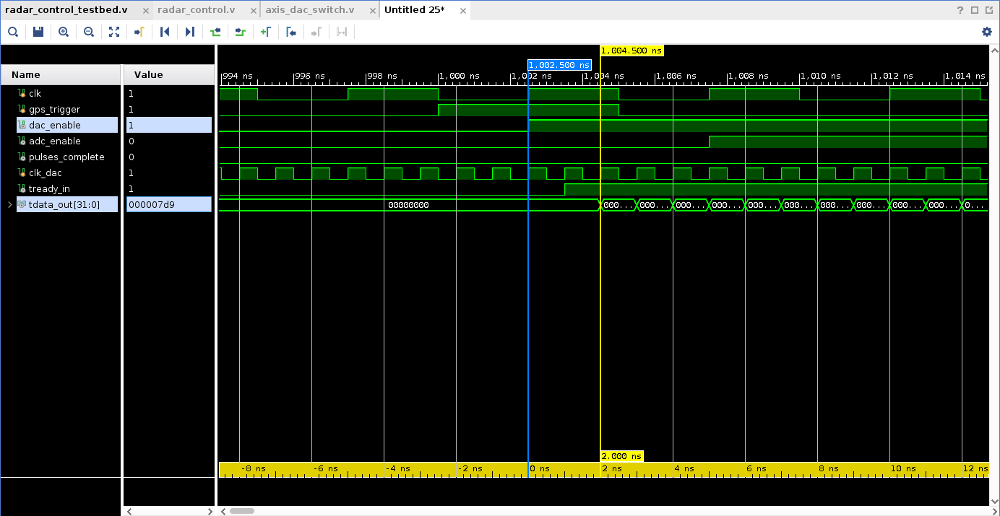 radar_control_testbed.v × radar_control.v × axis_dac_switch.v × Untitled 25* ×
?
1,004.500 ns
1,002.500 ns
Name Value
994 ns 996 ns 998 ns 1,000 ns 1,002 ns 1,004 ns 1,006 ns 1,008 ns 1,010 ns 1,012 ns 1,014 ns
clk 1
gps_trigger 1
dac_enable 1
adc_enable 0
pulses_complete 0
clk_dac 1
tready_in 1
tdata_out[31:0] 000007d9 00000000 000... 000... 000... 000... 000... 000... 000... 000... 000... 000... 0...
2.000 ns
-8 ns -6 ns -4 ns -2 ns 0 ns 2 ns 4 ns 6 ns 8 ns 10 ns 12 ns